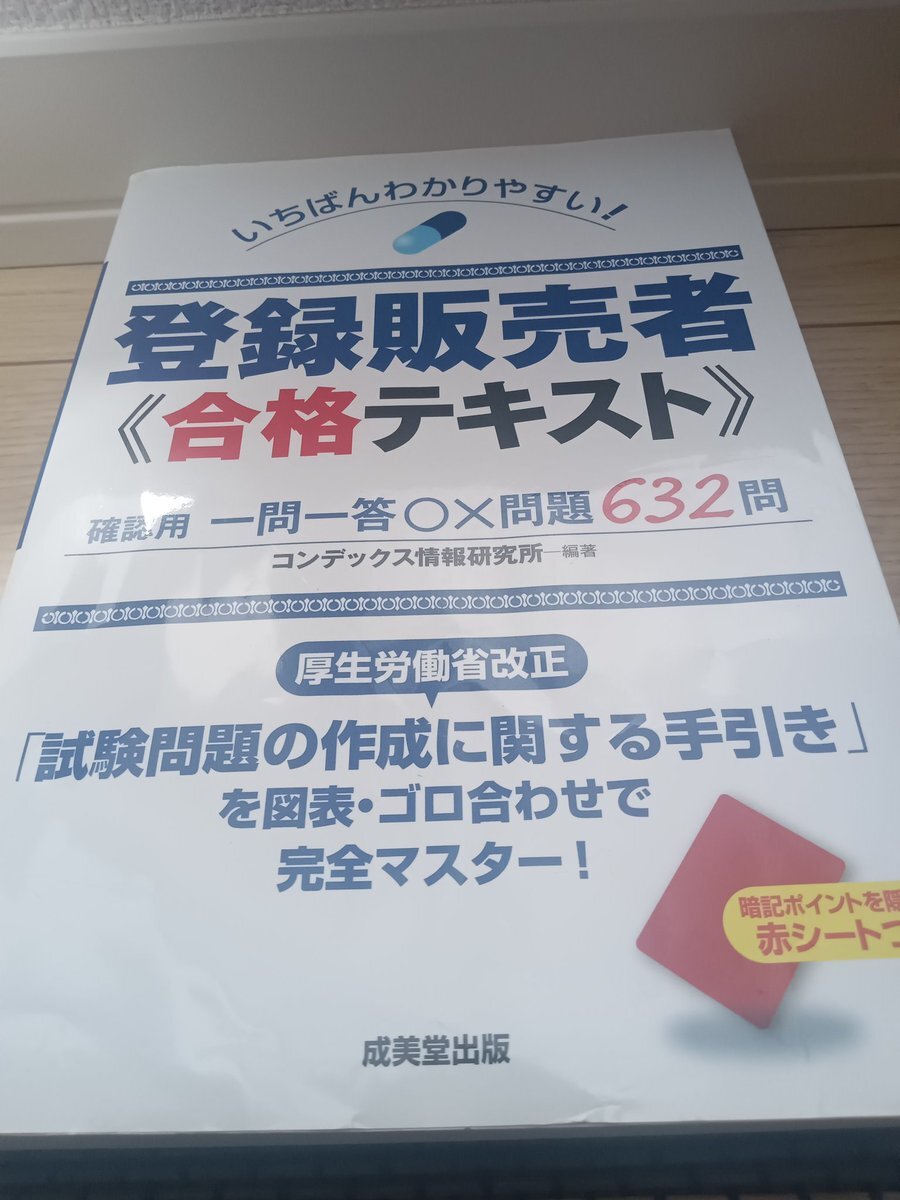 いちばんわかりやすい!
登録販売者
《合格テキスト》
確認用 一問一答○×問題632問
コンデックス情報研究所 編著
厚生労働省改正
「試験問題の作成に関する手引き」
を図表・ゴロ合わせで
完全マスター!
暗記ポイントを隠
赤シートつ
成美堂出版